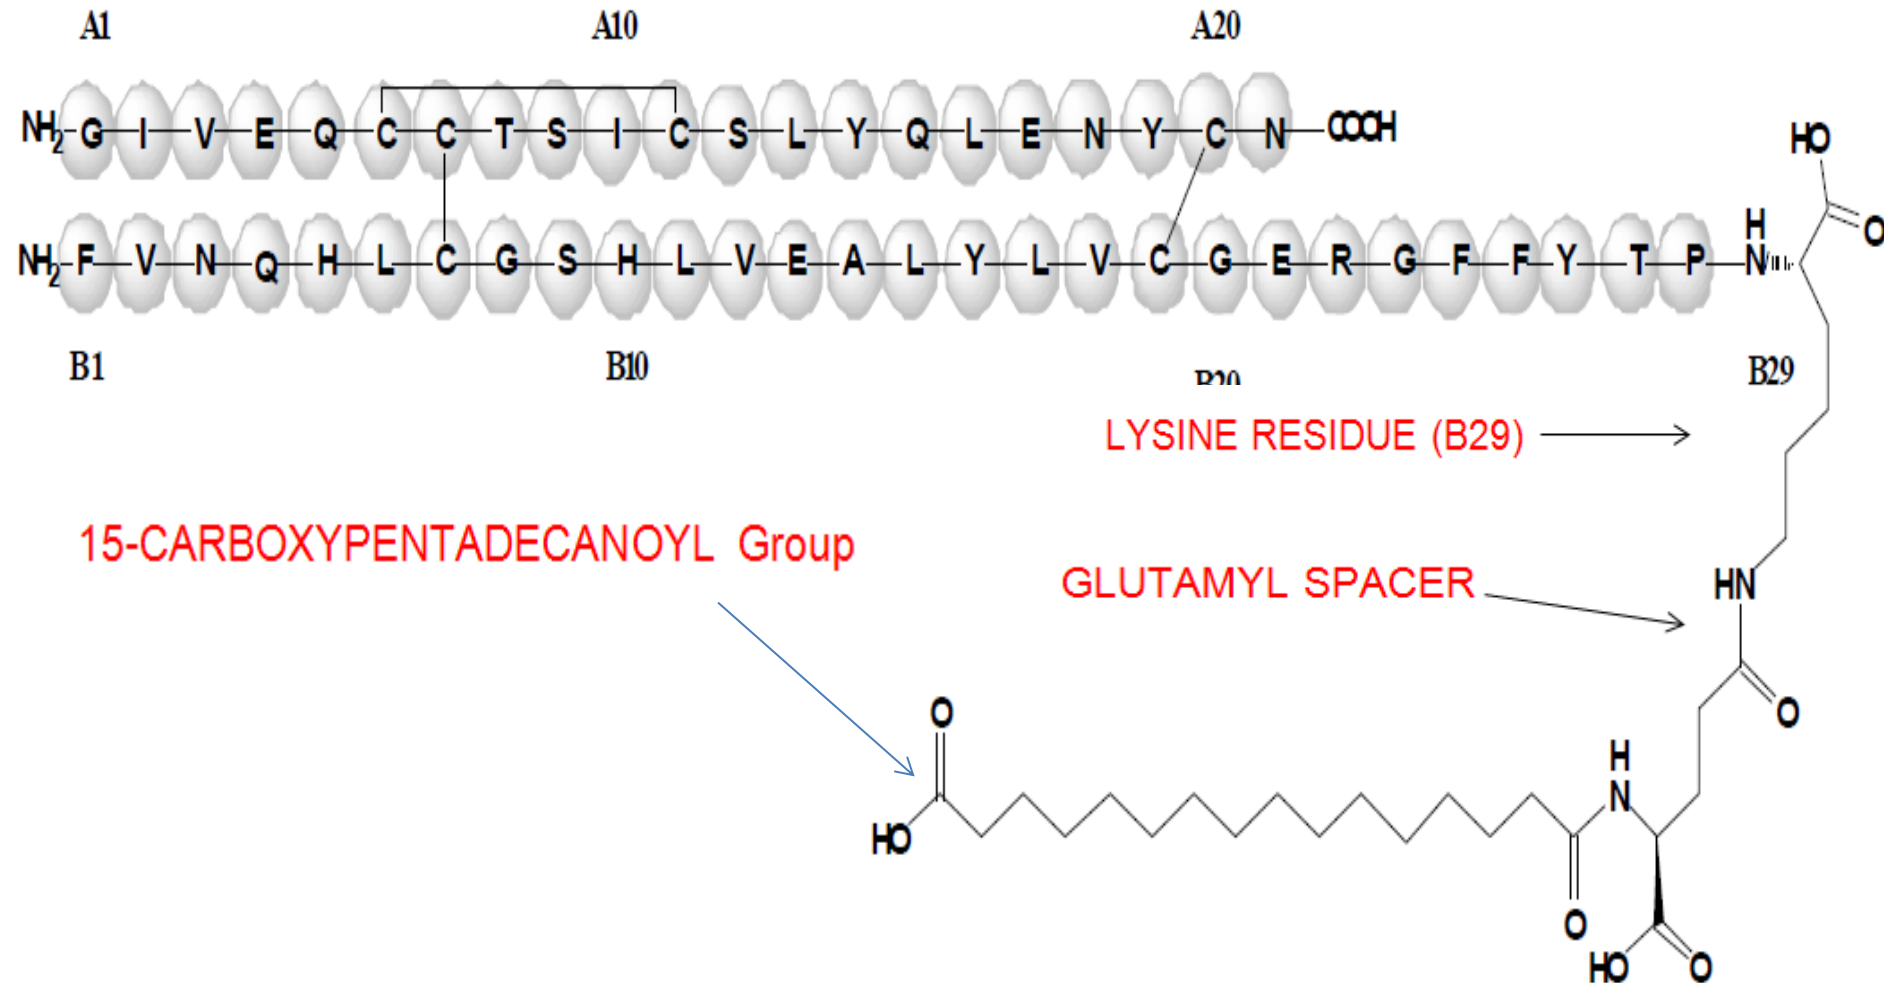 A1 A10 A20
NH2 G I V E Q C C T S I C S L Y Q L E N Y C N COOH
HO
O
H
NH2 F V N Q H L C G S H L V E A L Y L V C G E R G F F Y T P N
B1 B10 B20 B29
LYSINE RESIDUE (B29)
15-CARBOXYPENTADECANOYL Group
GLUTAMYL SPACER
HN
O O
H
N
HO
O
HO O